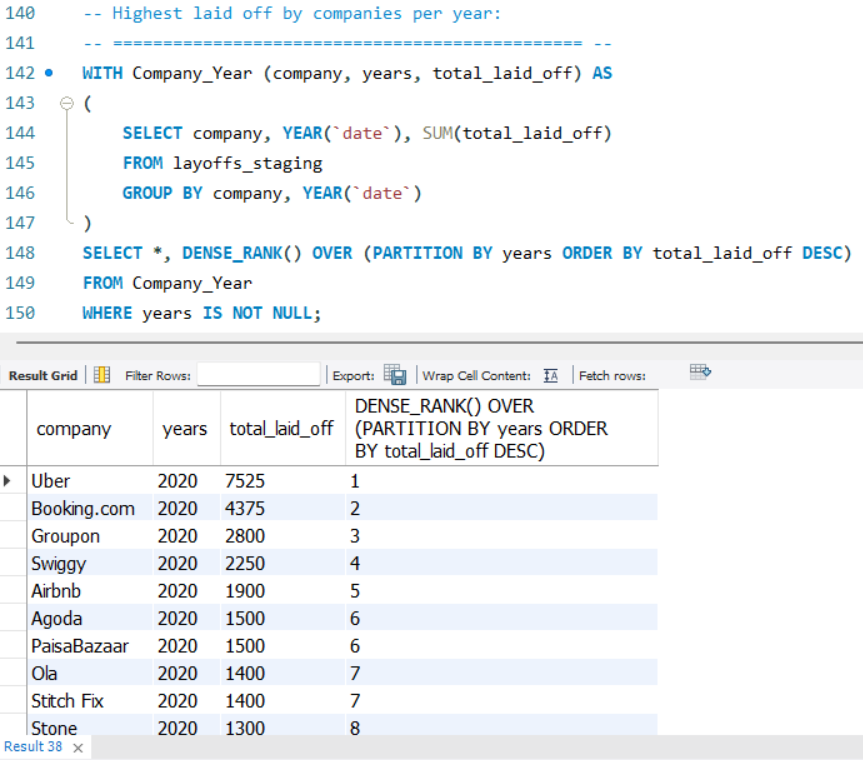 140 -- Highest laid off by companies per year:
141 -- =============================================== --
142 WITH Company_Year (company, years, total_laid_off) AS
143 (
144 SELECT company, YEAR(`date`), SUM(total_laid_off)
145 FROM layoffs_staging
146 GROUP BY company, YEAR(`date`)
147 )
148 SELECT *, DENSE_RANK() OVER (PARTITION BY years ORDER BY total_laid_off DESC)
149 FROM Company_Year
150 WHERE years IS NOT NULL;
Result Grid Filter Rows: Export: Wrap Cell Content: IA Fetch rows:
company years total_laid_off DENSE_RANK() OVER
(PARTITION BY years ORDER
BY total_laid_off DESC)
Uber 2020 7525 1
Booking.com 2020 4375 2
Groupon 2020 2800 3
Swiggy 2020 2250 4
Airbnb 2020 1900 5
Agoda 2020 1500 6
PaisaBazaar 2020 1500 6
Ola 2020 1400 7
Stitch Fix 2020 1400 7
Stone 2020 1300 8
Result 38 ×